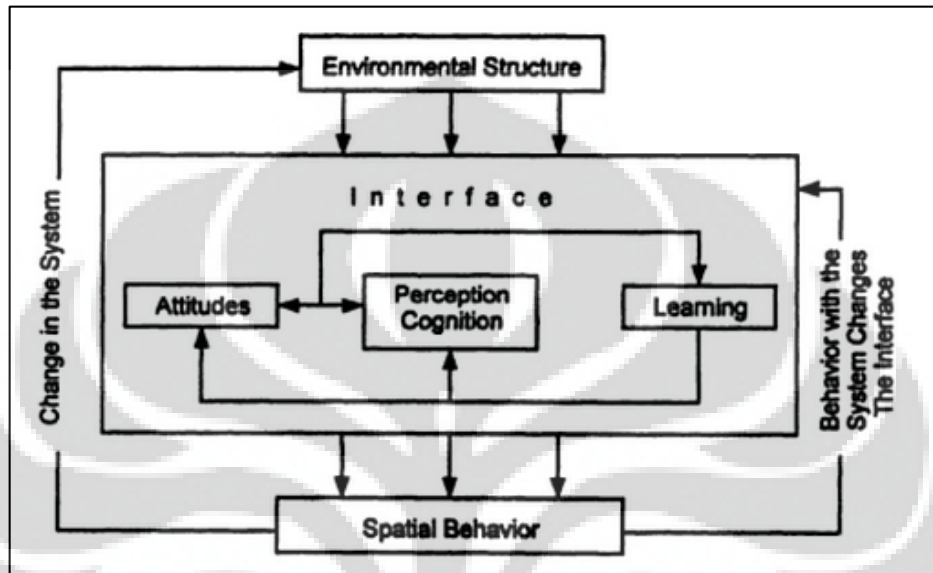 Environmental Structure
Interface
Attitudes
Perception
Cognition
Learning
Change in the System
Behavior with the
System Changes
The Interface
Spatial Behavior